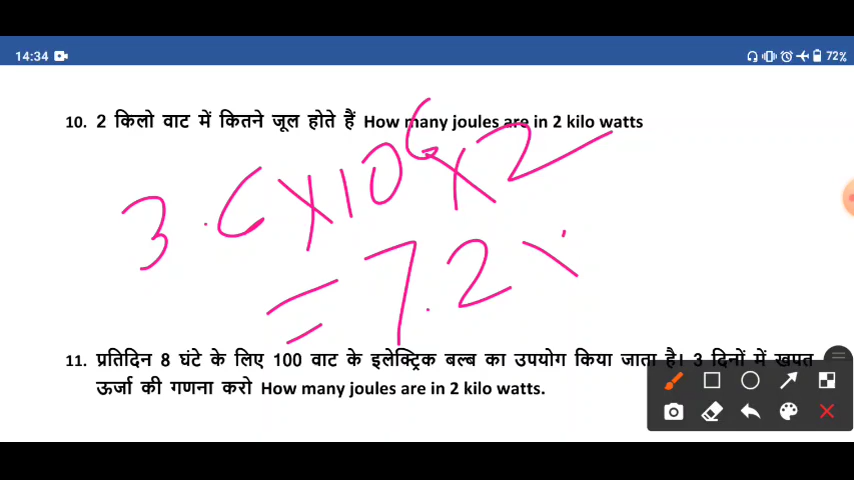 14:34
72%
10. 2 किलो वाट में कितने जूल होते हैं How many joules are in 2 kilo watts
3.6×10⁶×2
=7.2×
11. प्रतिदिन 8 घंटे के लिए 100 वाट के इलेक्ट्रिक बल्ब का उपयोग किया जाता है। 3 दिनों में खपत
ऊर्जा की गणना करो How many joules are in 2 kilo watts.